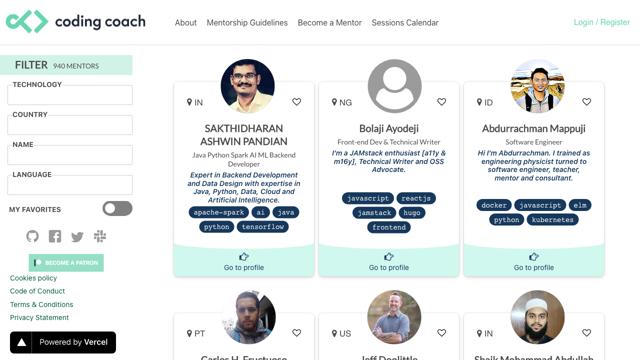 coding coach
About
Mentorship Guidelines
Become a Mentor
Sessions Calendar
Login / Register
FILTER 940 MENTORS
TECHNOLOGY
COUNTRY
NAME
LANGUAGE
MY FAVORITES
BECOME A PATRON
Cookies policy
Code of Conduct
Terms & Conditions
Privacy Statement
Powered by Vercel
IN
SAKTHIDHARAN
ASHWIN PANDIAN
Java Python Spark AI ML Backend
Developer
Expert in Backend Development
and Data Design with expertise in
Java, Python, Data, Cloud and
Artificial Intelligence.
apache-spark ai java
python tensorflow
Go to profile
NG
Bolaji Ayodeji
Front-end Dev & Technical Writer
I'm a JAMstack enthusiast [a11y &
m16y], Technical Writer and OSS
Advocate.
javascript reactjs
jamstack hugo
frontend
Go to profile
ID
Abdurrachman Mappuji
Software Engineer
Hi I'm Abdurrachman. I trained as
engineering physicist turned to
software engineer, teacher,
mentor and consultant.
docker javascript elm
python kubernetes
Go to profile
PT
Carlos H. Fructuoso
US
Jeff Doolittle
IN
Shaik Mohammad Abdullah